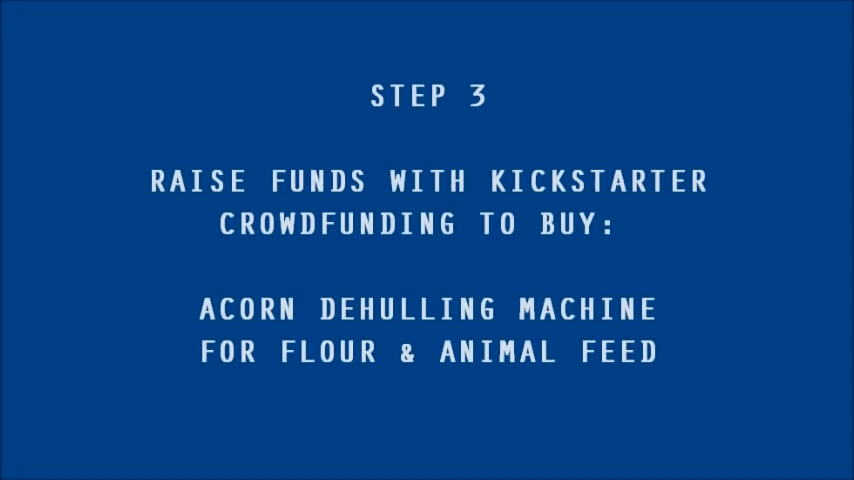 STEP 3
RAISE FUNDS WITH KICKSTARTER
CROWDFUNDING TO BUY:
ACORN DEHULLING MACHINE
FOR FLOUR & ANIMAL FEED